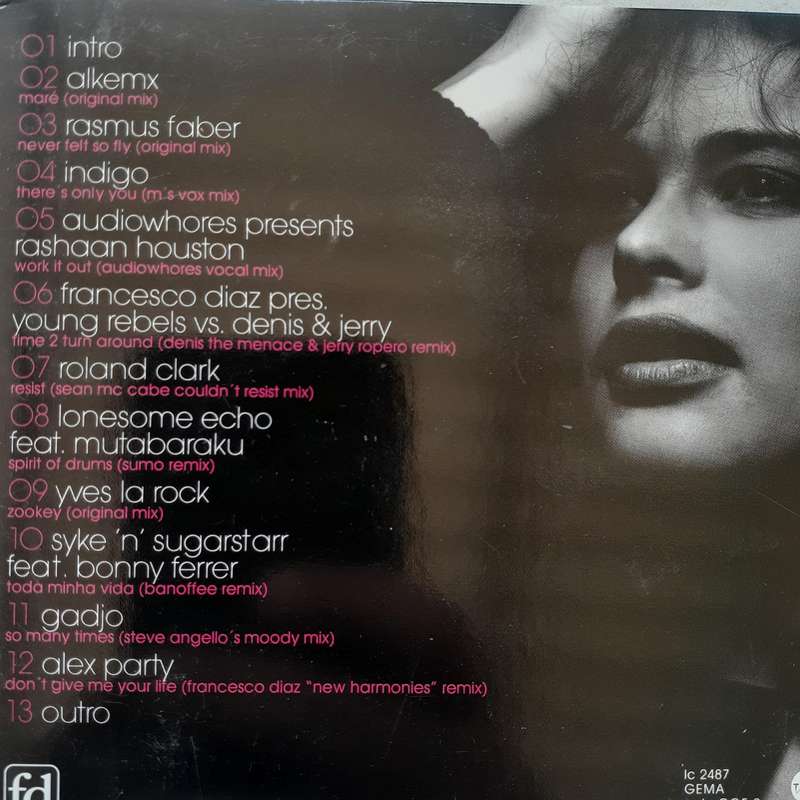 01 intro
02 alkemx
maré (original mix)
03 rasmus faber
never felt so fly (original mix)
04 indigo
there´s only you (m´s vox mix)
05 audiowhores presents
rashaan houston
work it out (audiowhores vocal mix)
06 francesco diaz pres.
young rebels vs. denis & jerry
time 2 turn around (denis the menace & jerry ropero remix)
07 roland clark
resist (sean mc cabe couldn´t resist mix)
08 lonesome echo
feat. mutabaraku
spirit of drums (sumo remix)
09 yves la rock
zookey (original mix)
10 syke 'n' sugarstarr
feat. bonny ferrer
toda minha vida (banoffee remix)
11 gadjo
so many times (steve angello´s moody mix)
12 alex party
don´t give me your life (francesco diaz "new harmonies" remix)
13 outro
fd
lc 2487
GEMA